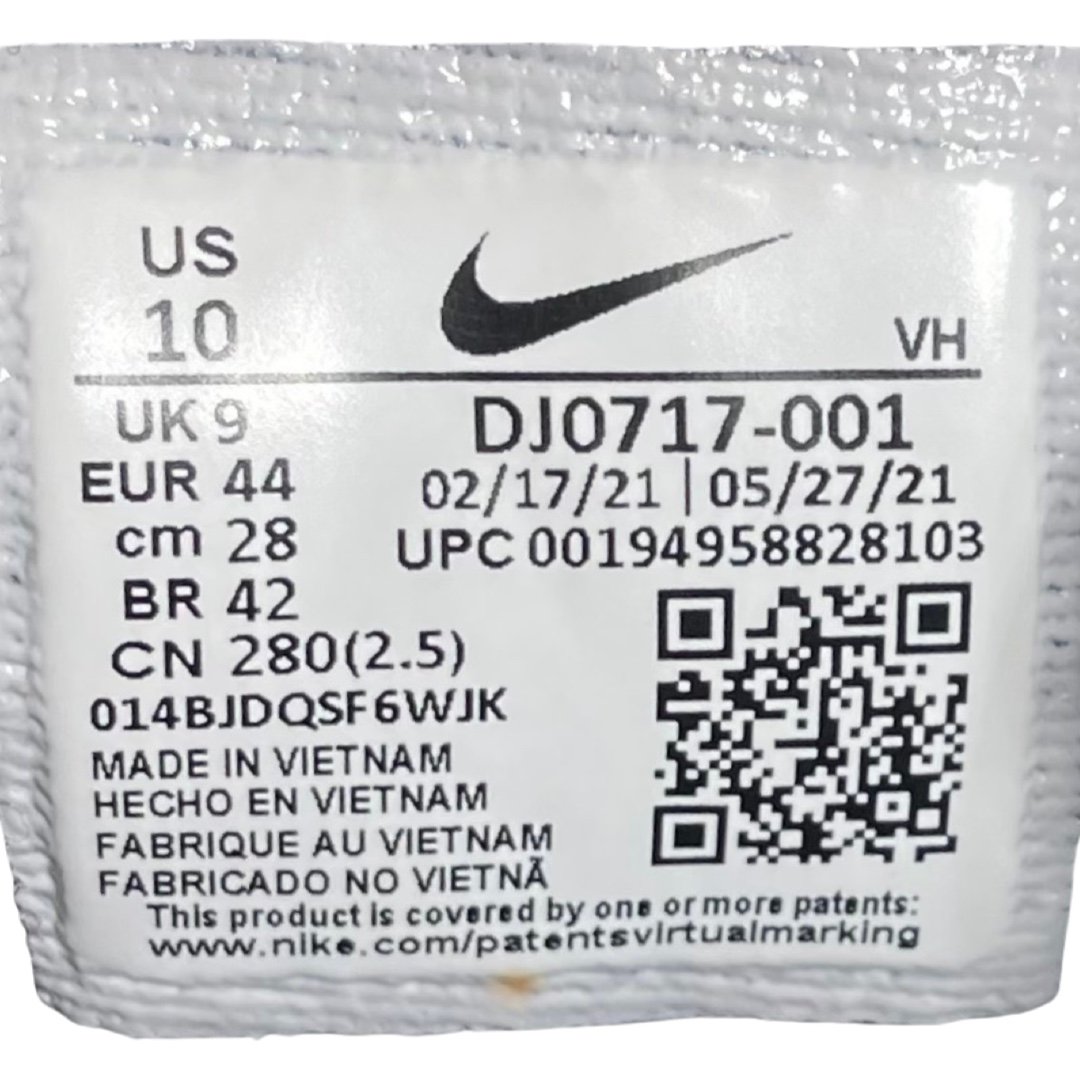 US
10
VH
UK 9
DJ0717-001
EUR 44
02/17/21 | 05/27/21
cm 28
UPC 00194958828103
BR 42
CN 280(2.5)
014BJDQSF6WJK
MADE IN VIETNAM
HECHO EN VIETNAM
FABRIQUE AU VIETNAM
FABRICADO NO VIETNÃ
This product is covered by one or more patents:
www.nike.com/patentsvirtualmarking